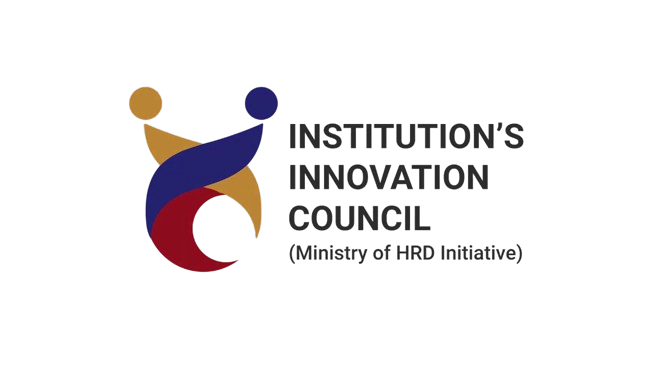 INSTITUTION’S
INNOVATION
COUNCIL
(Ministry of HRD Initiative)